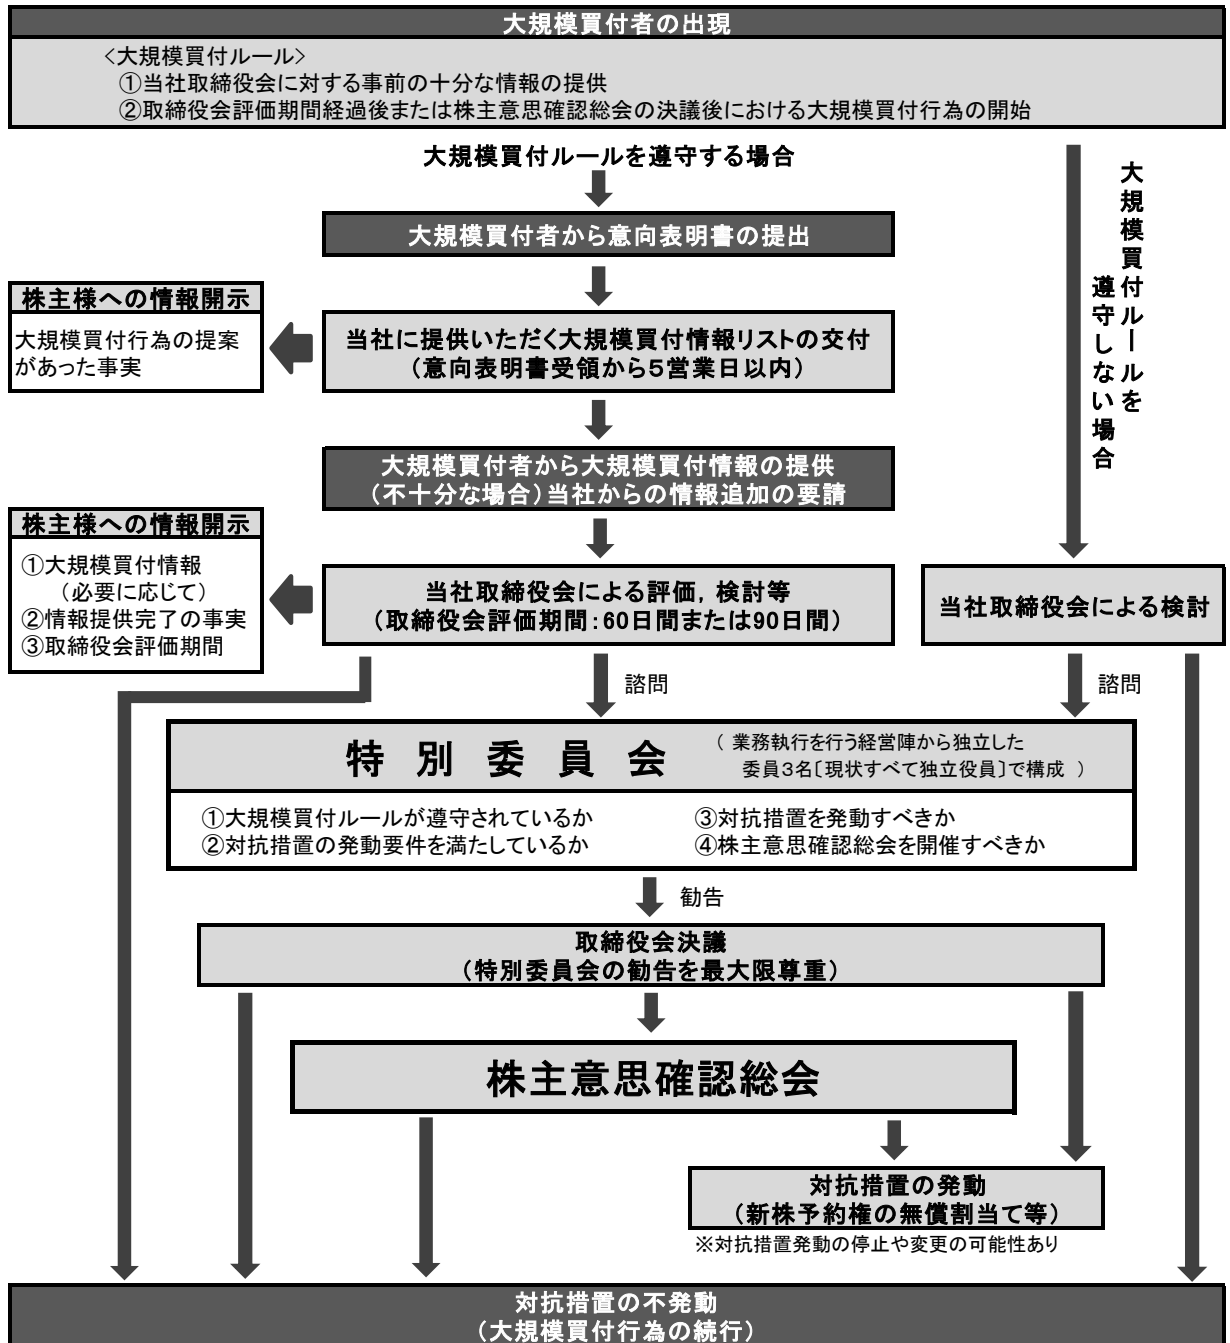 大規模買付者の出現
<大規模買付ルール>
①当社取締役会に対する事前の十分な情報の提供
②取締役会評価期間経過後または株主意思確認総会の決議後における大規模買付行為の開始
大規模買付ルールを遵守する場合
大規模買付ルールを
遵守しない場合
大規模買付者から意向表明書の提出
株主様への情報開示
大規模買付行為の提案
があった事実
当社に提供いただく大規模買付情報リストの交付
（意向表明書受領から5営業日以内）
大規模買付者から大規模買付情報の提供
（不十分な場合）当社からの情報追加の要請
株主様への情報開示
①大規模買付情報
（必要に応じて）
②情報提供完了の事実
③取締役会評価期間
当社取締役会による評価，検討等
（取締役会評価期間：60日間または90日間）
当社取締役会による検討
諮問
諮問
特別委員会
（ 業務執行を行う経営陣から独立した
委員3名〔現状すべて独立役員〕で構成 ）
①大規模買付ルールが遵守されているか
②対抗措置の発動要件を満たしているか
③対抗措置を発動すべきか
④株主意思確認総会を開催すべきか
勧告
取締役会決議
（特別委員会の勧告を最大限尊重）
株主意思確認総会
対抗措置の発動
（新株予約権の無償割当て等）
※対抗措置発動の停止や変更の可能性あり
対抗措置の不発動
（大規模買付行為の続行）